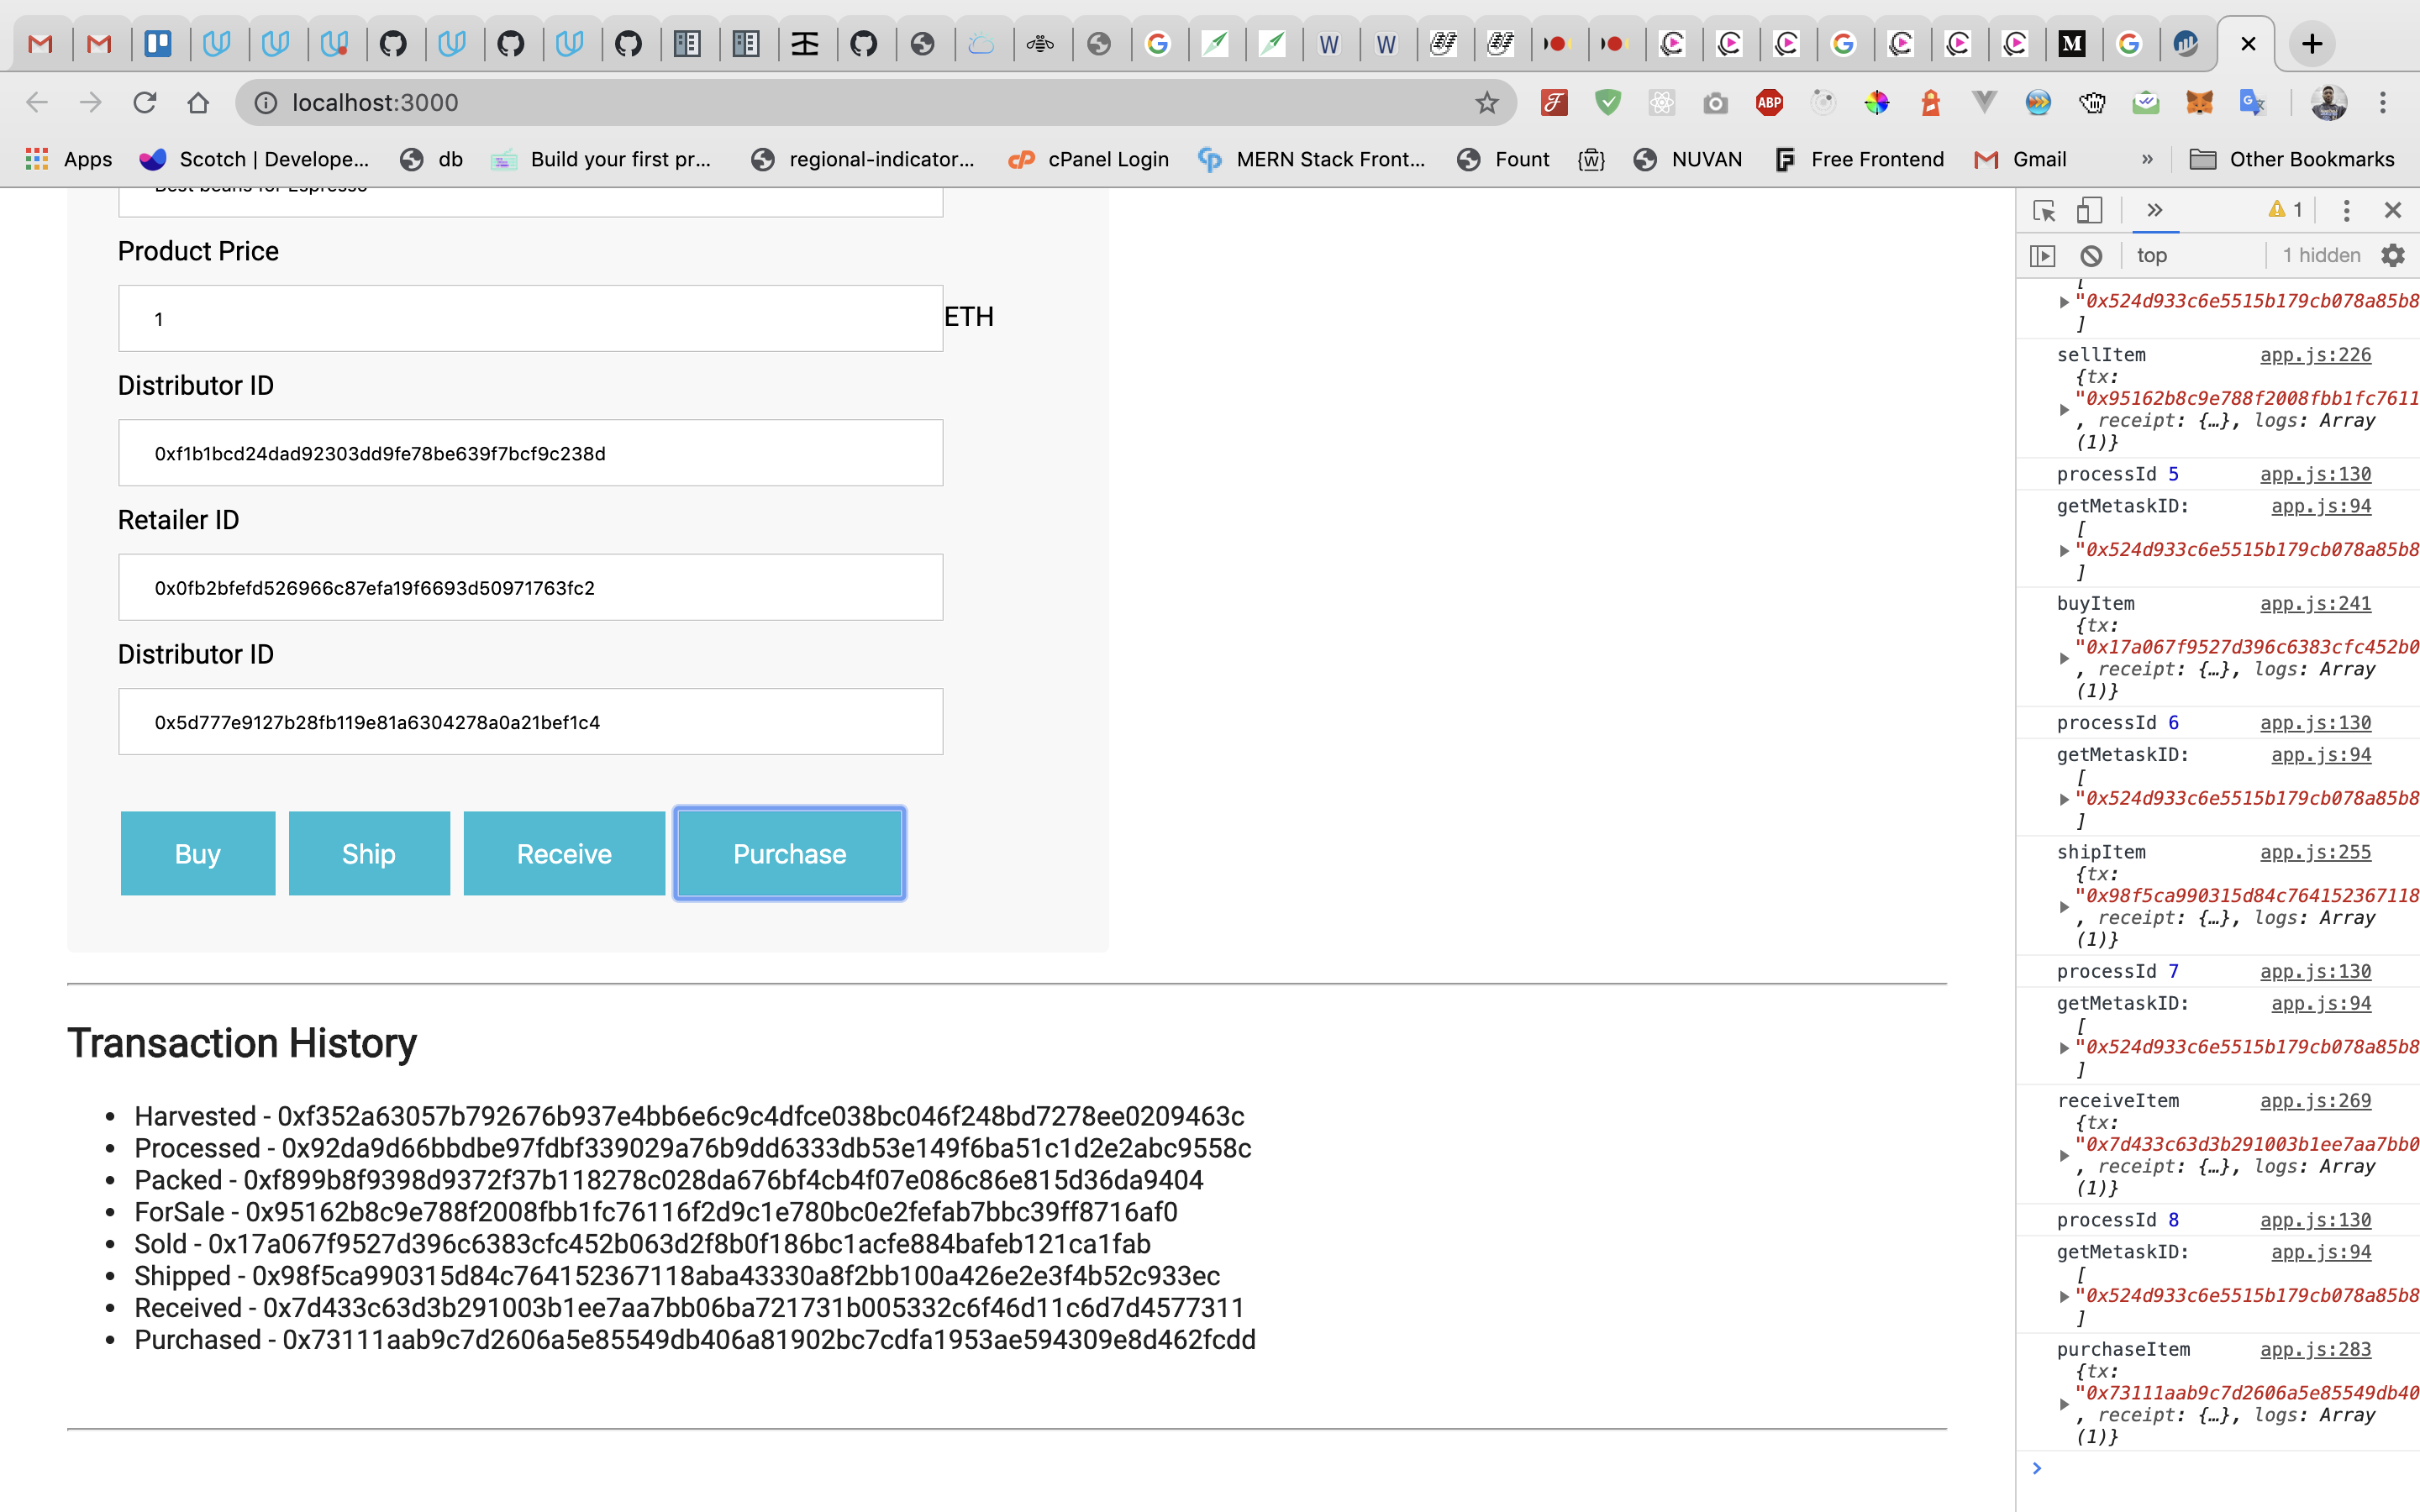 localhost:3000
ABP
Apps
Scotch | Develope...
db
Build your first pr...
regional-indicator...
cPanel Login
MERN Stack Front...
Fount
NUVAN
Free Frontend
Gmail
»
Other Bookmarks
Best beans for Espresso
Product Price
1
ETH
Distributor ID
0xf1b1bcd24dad92303dd9fe78be639f7bcf9c238d
Retailer ID
0x0fb2bfefd526966c87efa19f6693d50971763fc2
Distributor ID
0x5d777e9127b28fb119e81a6304278a0a21bef1c4
Buy
Ship
Receive
Purchase
Transaction History
• Harvested - 0xf352a63057b792676b937e4bb6e6c9c4dfce038bc046f248bd7278ee0209463c
• Processed - 0x92da9d66bbdbe97fdbf339029a76b9dd6333db53e149f6ba51c1d2e2abc9558c
• Packed - 0xf899b8f9398d9372f37b118278c028da676bf4cb4f07e086c86e815d36da9404
• ForSale - 0x95162b8c9e788f2008fbb1fc76116f2d9c1e780bc0e2fefab7bbc39ff8716af0
• Sold - 0x17a067f9527d396c6383cfc452b063d2f8b0f186bc1acfe884bafeb121ca1fab
• Shipped - 0x98f5ca990315d84c764152367118aba43330a8f2bb100a426e2e3f4b52c933ec
• Received - 0x7d433c63d3b291003b1ee7aa7bb06ba721731b005332c6f46d11c6d7d4577311
• Purchased - 0x73111aab9c7d2606a5e85549db406a81902bc7cdfa1953ae594309e8d462fcdd
1
top
1 hidden
[
"0x524d933c6e5515b179cb078a85b8
]
sellItem app.js:226
{tx:
"0x95162b8c9e788f2008fbb1fc7611
, receipt: {…}, logs: Array
(1)}
processId 5 app.js:130
getMetaskID: app.js:94
[
"0x524d933c6e5515b179cb078a85b8
]
buyItem app.js:241
{tx:
"0x17a067f9527d396c6383cfc452b0
, receipt: {…}, logs: Array
(1)}
processId 6 app.js:130
getMetaskID: app.js:94
[
"0x524d933c6e5515b179cb078a85b8
]
shipItem app.js:255
{tx:
"0x98f5ca990315d84c764152367118
, receipt: {…}, logs: Array
(1)}
processId 7 app.js:130
getMetaskID: app.js:94
[
"0x524d933c6e5515b179cb078a85b8
]
receiveItem app.js:269
{tx:
"0x7d433c63d3b291003b1ee7aa7bb0
, receipt: {…}, logs: Array
(1)}
processId 8 app.js:130
getMetaskID: app.js:94
[
"0x524d933c6e5515b179cb078a85b8
]
purchaseItem app.js:283
{tx:
"0x73111aab9c7d2606a5e85549db40
, receipt: {…}, logs: Array
(1)}